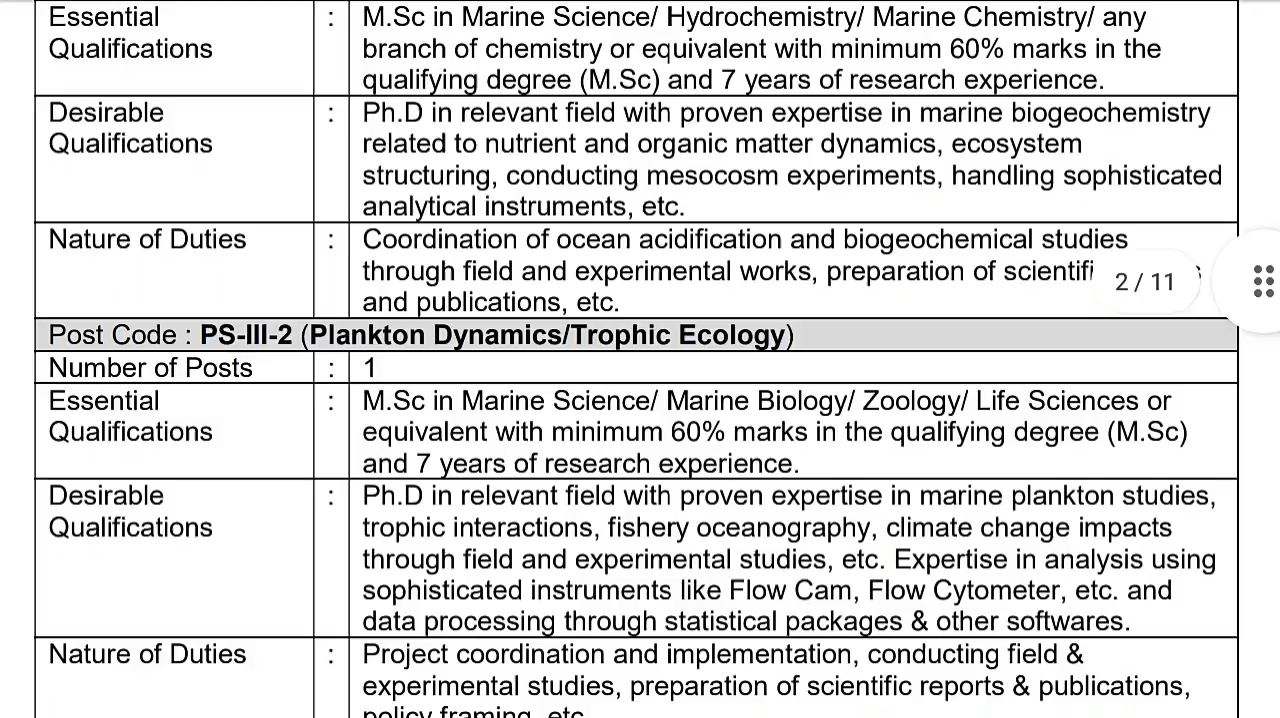 Essential : M.Sc in Marine Science/ Hydrochemistry/ Marine Chemistry/ any
Qualifications branch of chemistry or equivalent with minimum 60% marks in the
qualifying degree (M.Sc) and 7 years of research experience.
Desirable : Ph.D in relevant field with proven expertise in marine biogeochemistry
Qualifications related to nutrient and organic matter dynamics, ecosystem
structuring, conducting mesocosm experiments, handling sophisticated
analytical instruments, etc.
Nature of Duties : Coordination of ocean acidification and biogeochemical studies
through field and experimental works, preparation of
and publications, etc.
2 / 11
Post Code : PS-III-2 (Plankton Dynamics/Trophic Ecology)
Number of Posts : 1
Essential : M.Sc in Marine Science/ Marine Biology/ Zoology/ Life Sciences or
Qualifications equivalent with minimum 60% marks in the qualifying degree (M.Sc)
and 7 years of research experience.
Desirable : Ph.D in relevant field with proven expertise in marine plankton studies,
Qualifications trophic interactions, fishery oceanography, climate change impacts
through field and experimental studies, etc. Expertise in analysis using
sophisticated instruments like Flow Cam, Flow Cytometer, etc. and
data processing through statistical packages & other softwares.
Nature of Duties : Project coordination and implementation, conducting field &
experimental studies, preparation of scientific reports & publications,
policy framing, etc